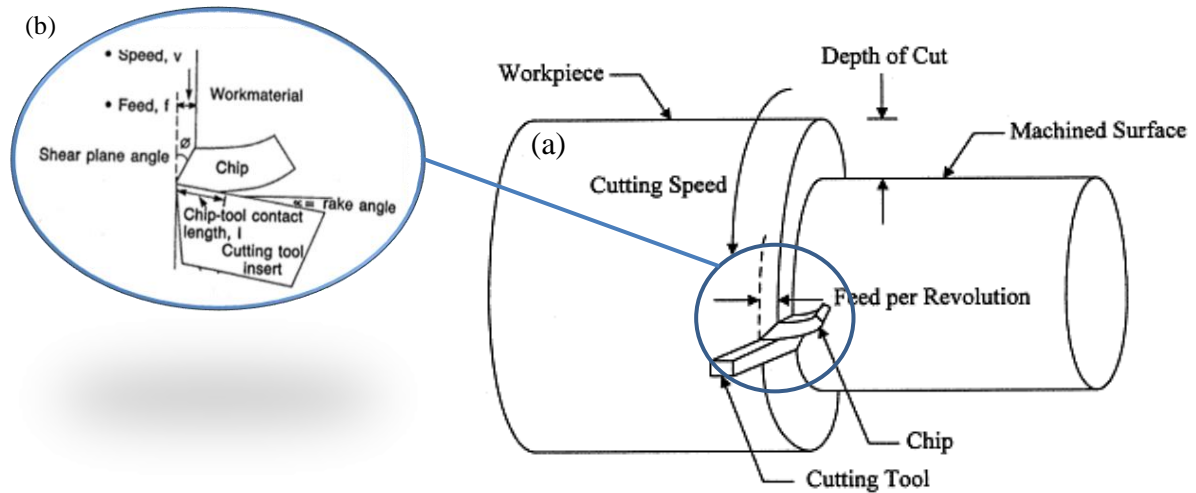 (b)
• Speed, v
• Feed, f
Workmaterial
Shear plane angle
Ø
Chip
∝= rake angle
Chip-tool contact
length, l
Cutting tool
insert
(a)
Workpiece
Depth of Cut
Machined Surface
Cutting Speed
Feed per Revolution
Chip
Cutting Tool